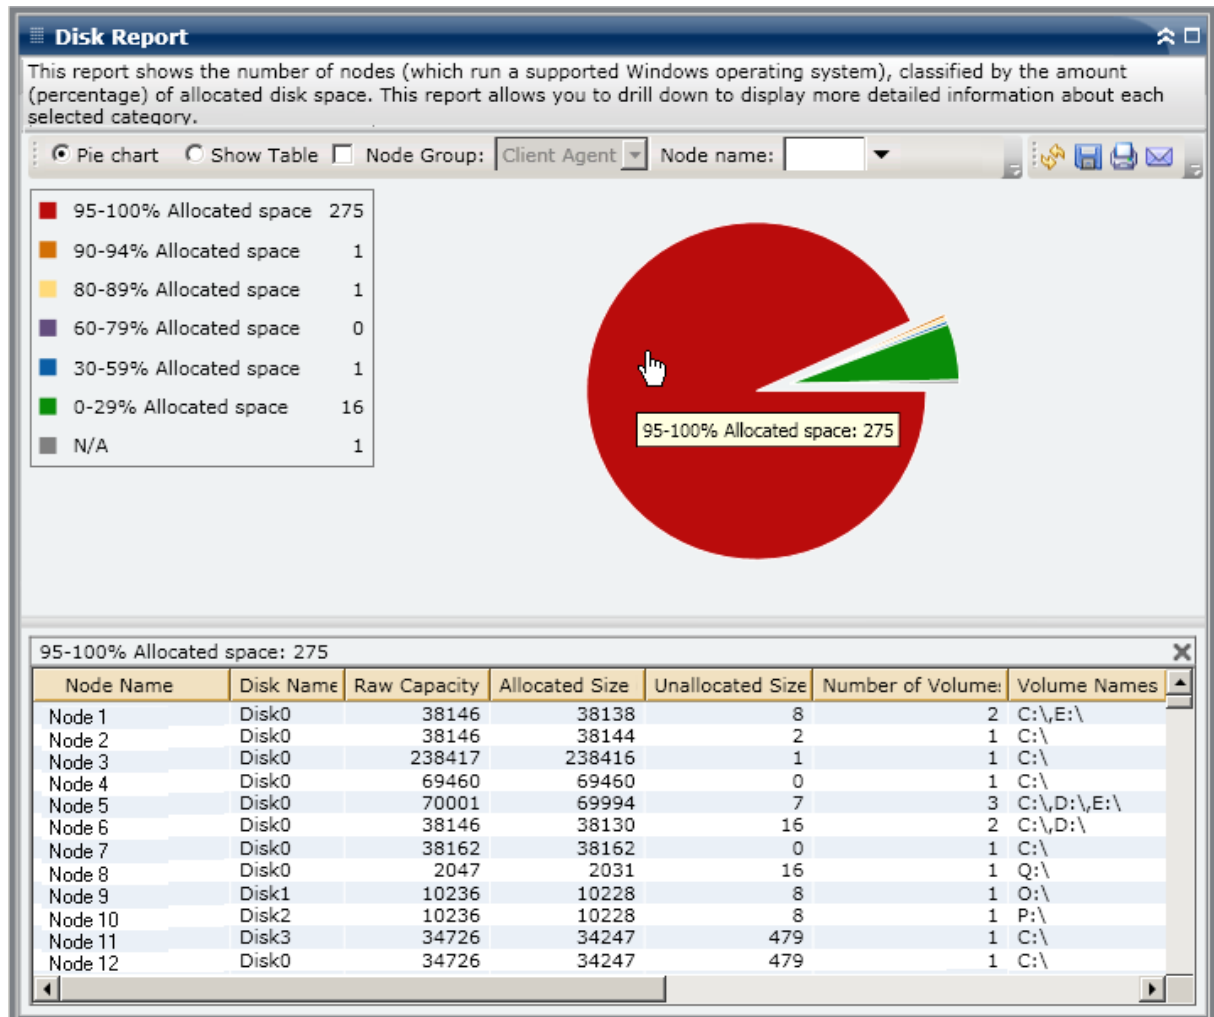 Disk Report
This report shows the number of nodes (which run a supported Windows operating system), classified by the amount
(percentage) of allocated disk space. This report allows you to drill down to display more detailed information about each
selected category.
Pie chart Show Table Node Group: Client Agent Node name:
95-100% Allocated space 275
90-94% Allocated space 1
80-89% Allocated space 1
60-79% Allocated space 0
30-59% Allocated space 1
0-29% Allocated space 16
N/A 1
95-100% Allocated space: 275
95-100% Allocated space: 275
Node Name Disk Name Raw Capacity Allocated Size Unallocated Size Number of Volumes Volume Names
Node 1 Disk0 38146 38138 8 2 C:\,E:\
Node 2 Disk0 38146 38144 2 1 C:\
Node 3 Disk0 238417 238416 1 1 C:\
Node 4 Disk0 69460 69460 0 1 C:\
Node 5 Disk0 70001 69994 7 3 C:\,D:\,E:\
Node 6 Disk0 38146 38130 16 2 C:\,D:\
Node 7 Disk0 38162 38162 0 1 C:\
Node 8 Disk0 2047 2031 16 1 Q:\
Node 9 Disk1 10236 10228 8 1 O:\
Node 10 Disk2 10236 10228 8 1 P:\
Node 11 Disk3 34726 34247 479 1 C:\
Node 12 Disk0 34726 34247 479 1 C:\